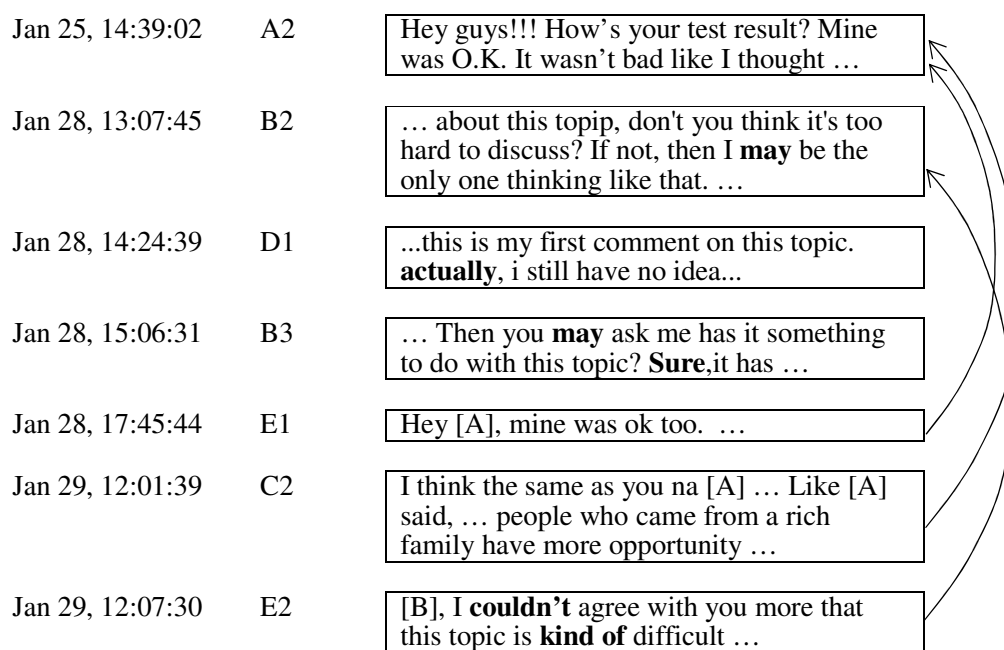 Jan 25, 14:39:02 A2 Hey guys!!! How's your test result? Mine
was O.K. It wasn't bad like I thought …
Jan 28, 13:07:45 B2 … about this topip, don't you think it's too
hard to discuss? If not, then I may be the
only one thinking like that. …
Jan 28, 14:24:39 D1 ...this is my first comment on this topic.
actually, i still have no idea...
Jan 28, 15:06:31 B3 … Then you may ask me has it something
to do with this topic? Sure,it has …
Jan 28, 17:45:44 E1 Hey [A], mine was ok too. …
Jan 29, 12:01:39 C2 I think the same as you na [A] … Like [A]
said, … people who came from a rich
family have more opportunity …
Jan 29, 12:07:30 E2 [B], I couldn't agree with you more that
this topic is kind of difficult …